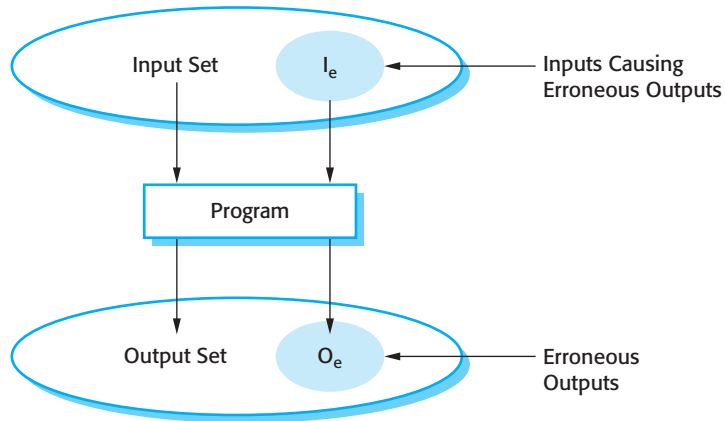 Input Set
Iₑ
Inputs Causing
Erroneous Outputs
Program
Output Set
Oₑ
Erroneous
Outputs